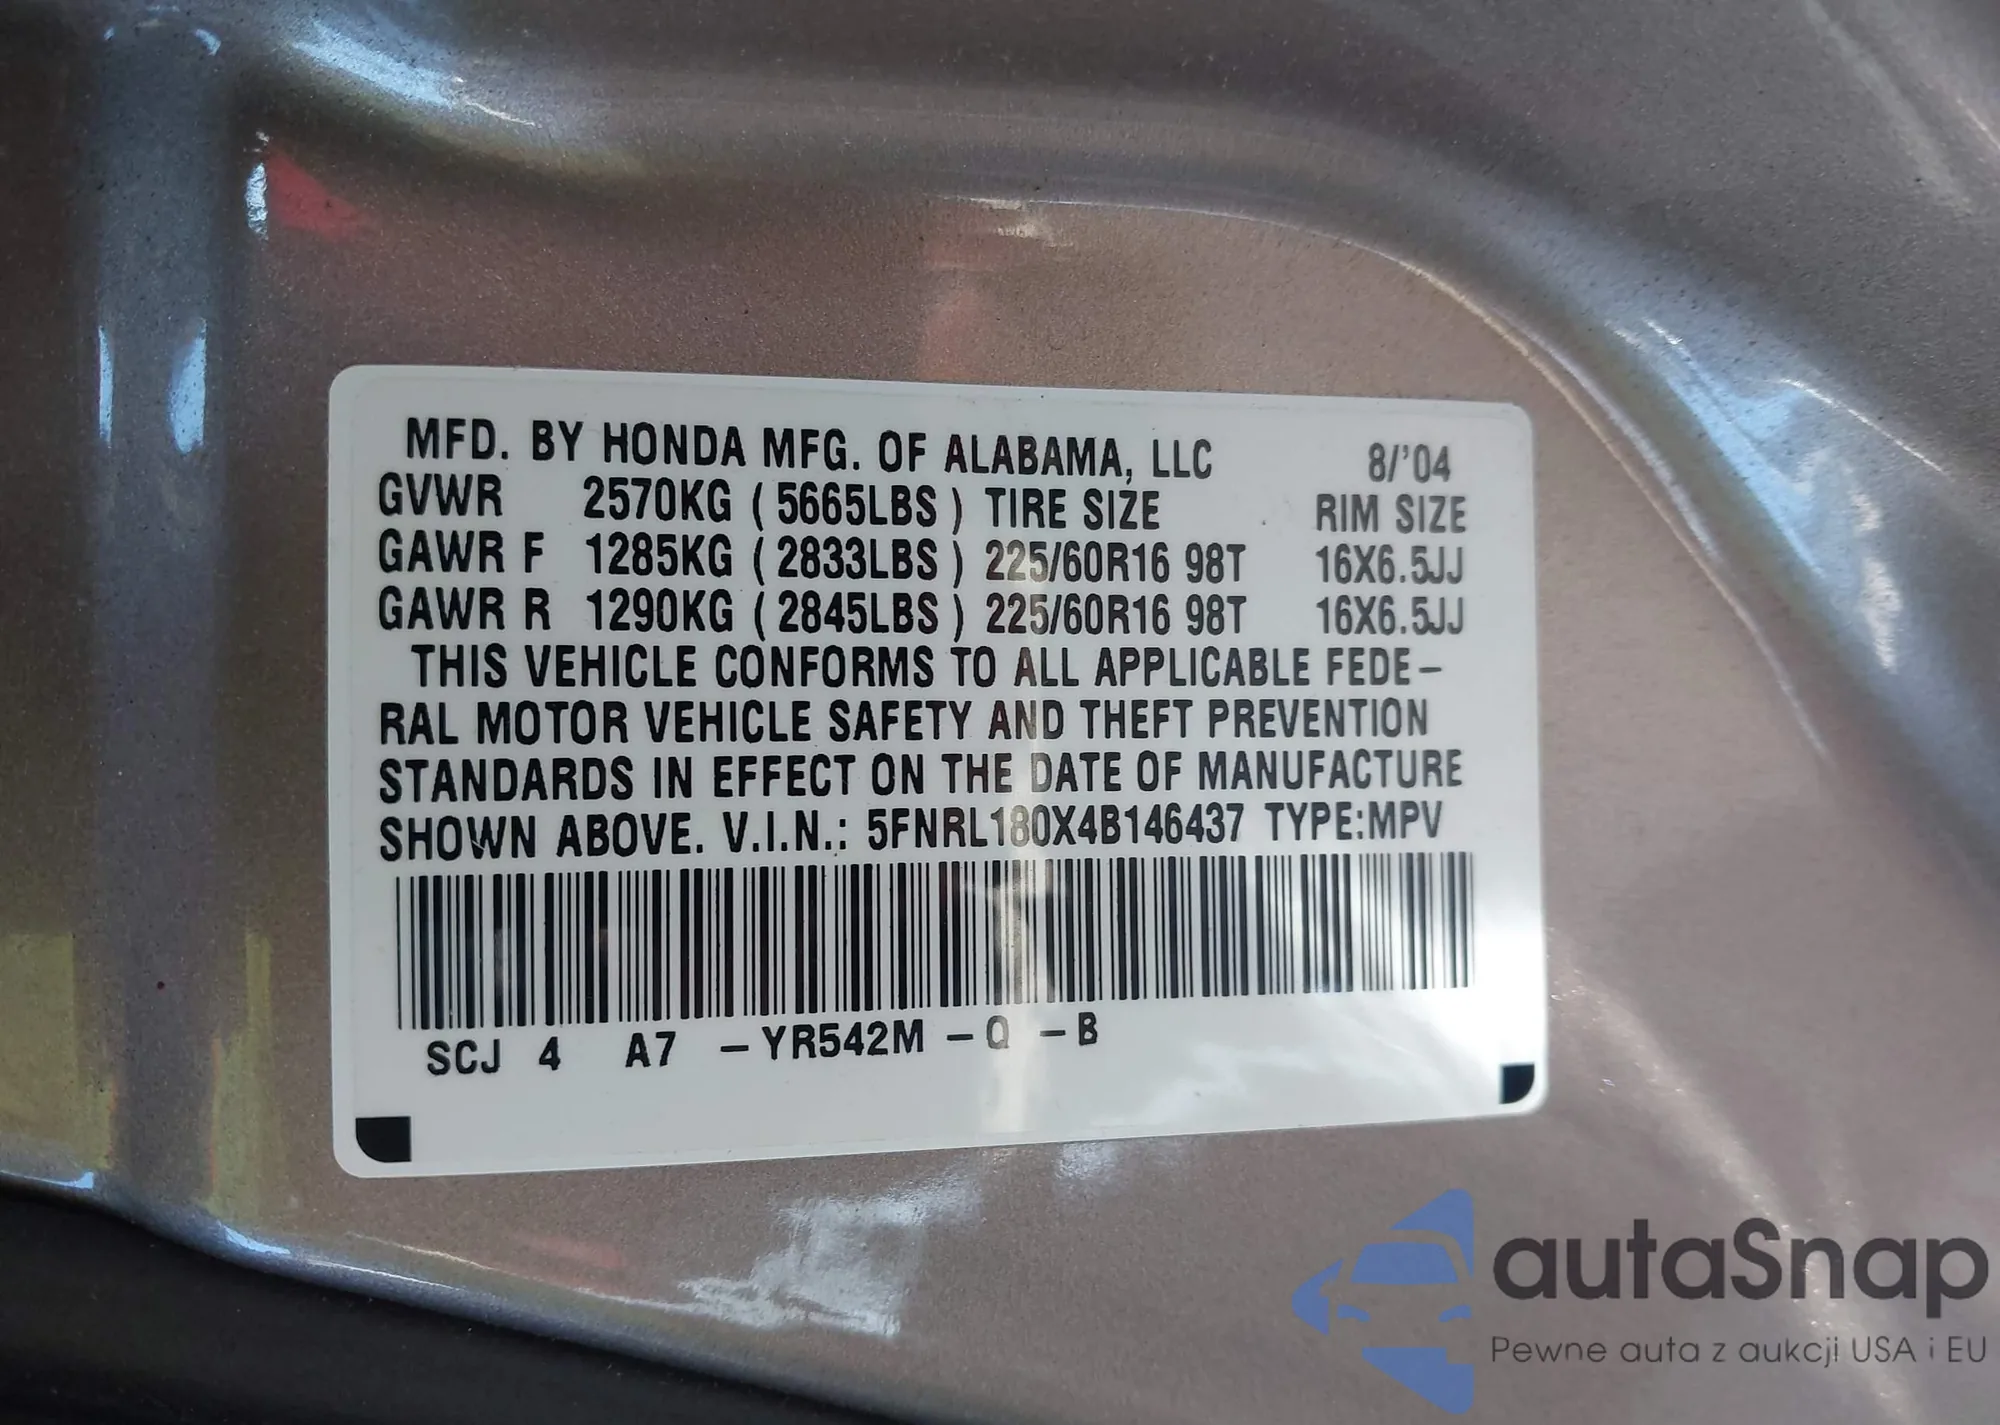 MFD. BY HONDA MFG. OF ALABAMA, LLC 8/'04
GVWR 2570KG ( 5665LBS ) TIRE SIZE RIM SIZE
GAWR F 1285KG ( 2833LBS ) 225/60R16 98T 16X6.5JJ
GAWR R 1290KG ( 2845LBS ) 225/60R16 98T 16X6.5JJ
THIS VEHICLE CONFORMS TO ALL APPLICABLE FEDE-
RAL MOTOR VEHICLE SAFETY AND THEFT PREVENTION
STANDARDS IN EFFECT ON THE DATE OF MANUFACTURE
SHOWN ABOVE. V.I.N.: 5FNRL180X4B146437 TYPE:MPV
SCJ 4 A7 -YR542M -Q -B
autaSnap
Pewne auta z aukcji USA i EU